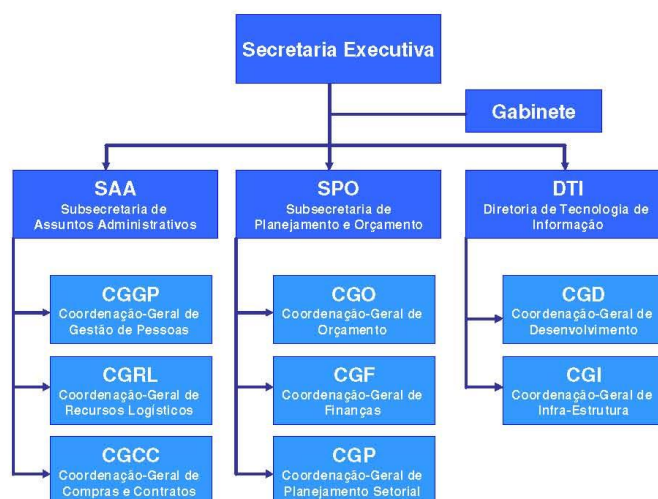 Secretaria Executiva
Gabinete
SAA
Subsecretaria de
Assuntos Administrativos
SPO
Subsecretaria de
Planejamento e Orçamento
DTI
Diretoria de Tecnologia de
Informação
CGGP
Coordenação-Geral de
Gestão de Pessoas
CGO
Coordenação-Geral de
Orçamento
CGD
Coordenação-Geral de
Desenvolvimento
CGRL
Coordenação-Geral de
Recursos Logísticos
CGF
Coordenação-Geral de
Finanças
CGI
Coordenação-Geral de
Infra-Estrutura
CGCC
Coordenação-Geral de
Compras e Contratos
CGP
Coordenação-Geral de
Planejamento Setorial